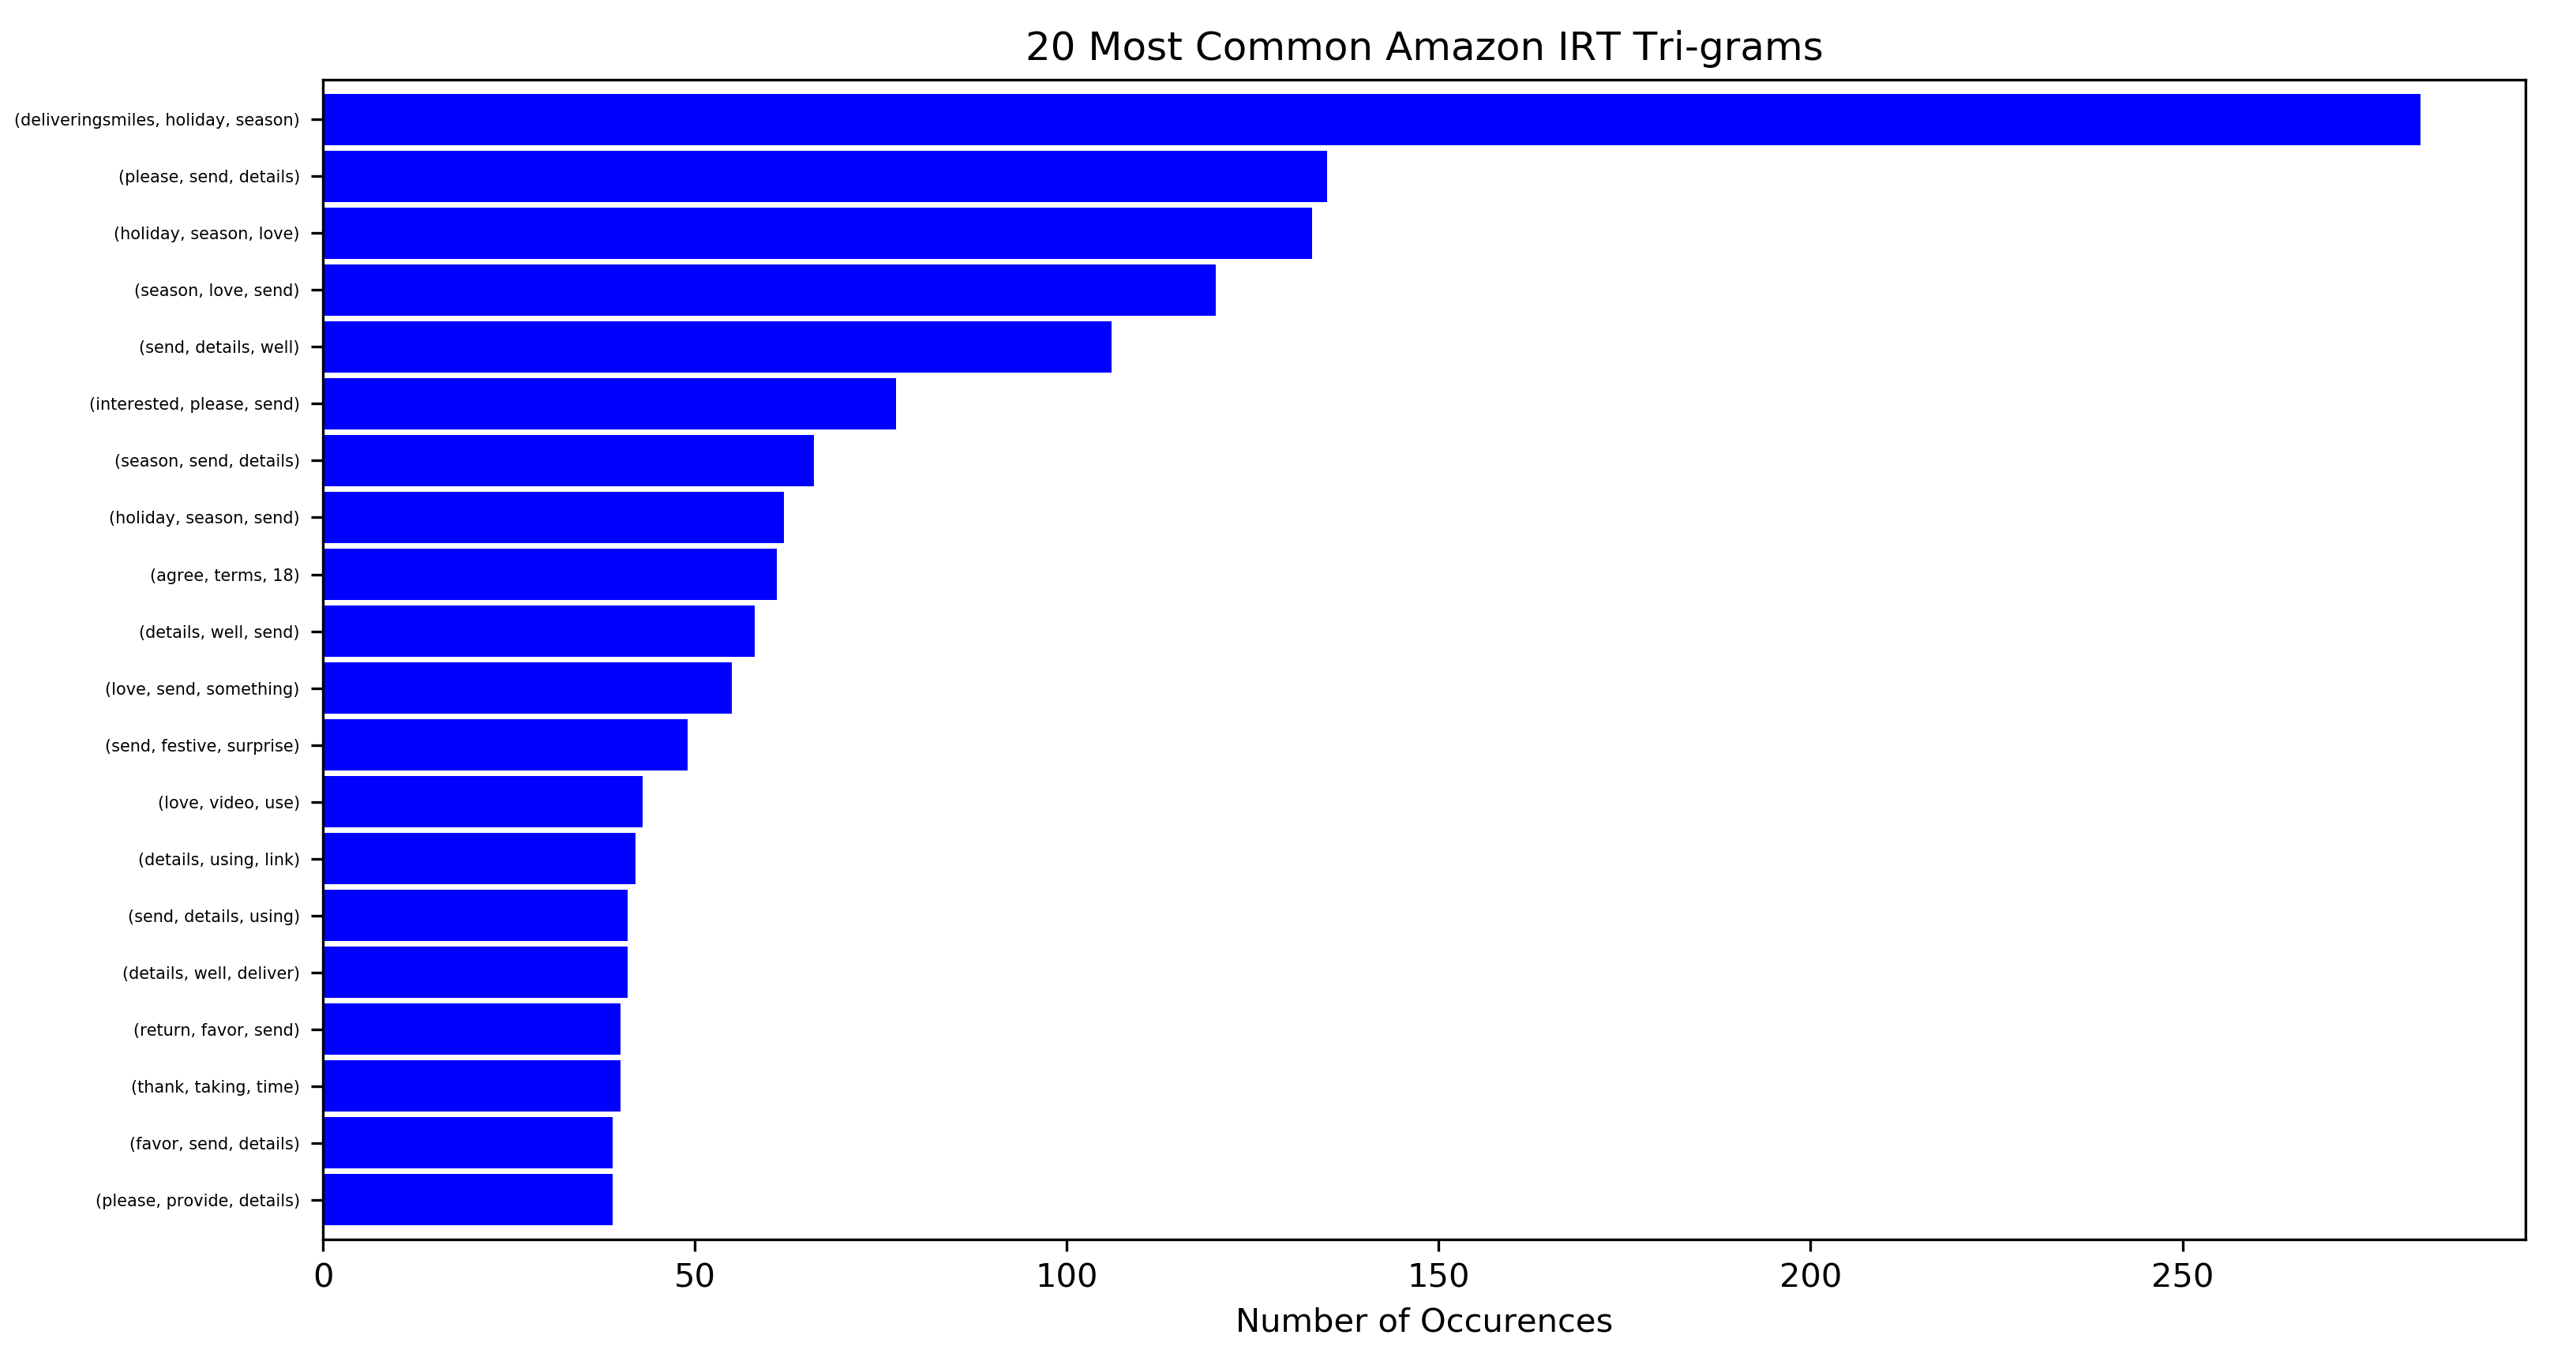 20 Most Common Amazon IRT Tri-grams
(deliveringsmiles, holiday, season)
(please, send, details)
(holiday, season, love)
(season, love, send)
(send, details, well)
(interested, please, send)
(season, send, details)
(holiday, season, send)
(agree, terms, 18)
(details, well, send)
(love, send, something)
(send, festive, surprise)
(love, video, use)
(details, using, link)
(send, details, using)
(details, well, deliver)
(return, favor, send)
(thank, taking, time)
(favor, send, details)
(please, provide, details)
0 50 100 150 200 250
Number of Occurences